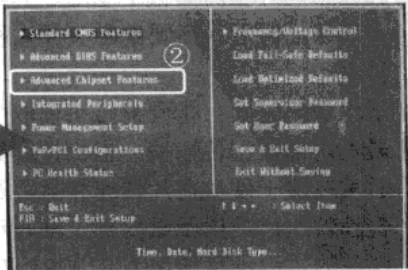 ▸ Standard CMOS Features
▸ Advanced BIOS Features
②
▸ Advanced Chipset Features
▸ Integrated Peripherals
▸ Power Management Setup
▸ PnP/PCI Configurations
▸ PC Health Status
▸ Frequency/Voltage Control
Load Fail-Safe Defaults
Load Optimized Defaults
Set Supervisor Password
Set User Password
Save & Exit Setup
Exit Without Saving
Esc : Quit
F10 : Save & Exit Setup
↑ ↓ → ← : Select Item
Time, Date, Hard Disk Type...